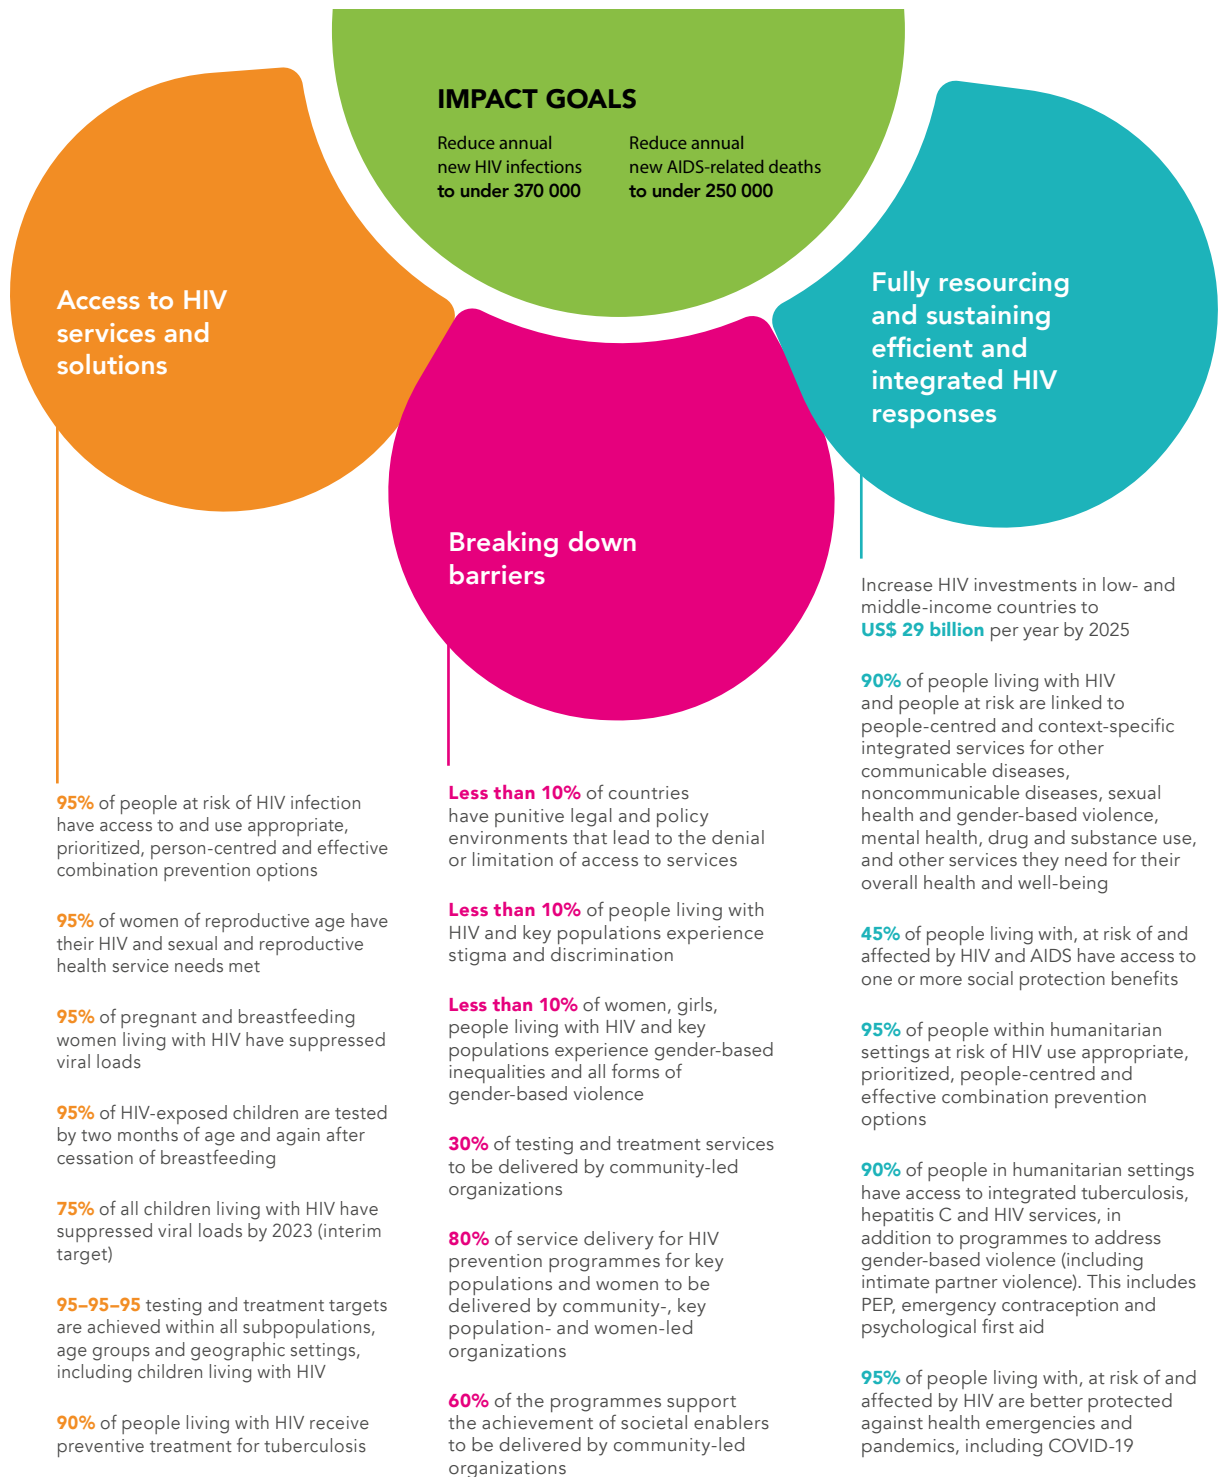 IMPACT GOALS
Reduce annual
new HIV infections
to under 370 000
Reduce annual
new AIDS-related deaths
to under 250 000
Access to HIV
services and
solutions
95% of people at risk of HIV infection
have access to and use appropriate,
prioritized, person-centred and effective
combination prevention options
95% of women of reproductive age have
their HIV and sexual and reproductive
health service needs met
95% of pregnant and breastfeeding
women living with HIV have suppressed
viral loads
95% of HIV-exposed children are tested
by two months of age and again after
cessation of breastfeeding
75% of all children living with HIV have
suppressed viral loads by 2023 (interim
target)
95–95–95 testing and treatment targets
are achieved within all subpopulations,
age groups and geographic settings,
including children living with HIV
90% of people living with HIV receive
preventive treatment for tuberculosis
Breaking down
barriers
Less than 10% of countries
have punitive legal and policy
environments that lead to the denial
or limitation of access to services
Less than 10% of people living with
HIV and key populations experience
stigma and discrimination
Less than 10% of women, girls,
people living with HIV and key
populations experience gender-based
inequalities and all forms of
gender-based violence
30% of testing and treatment services
to be delivered by community-led
organizations
80% of service delivery for HIV
prevention programmes for key
populations and women to be
delivered by community-, key
population- and women-led
organizations
60% of the programmes support
the achievement of societal enablers
to be delivered by community-led
organizations
Fully resourcing
and sustaining
efficient and
integrated HIV
responses
Increase HIV investments in low- and
middle-income countries to
US$ 29 billion per year by 2025
90% of people living with HIV
and people at risk are linked to
people-centred and context-specific
integrated services for other
communicable diseases,
noncommunicable diseases, sexual
health and gender-based violence,
mental health, drug and substance use,
and other services they need for their
overall health and well-being
45% of people living with, at risk of and
affected by HIV and AIDS have access to
one or more social protection benefits
95% of people within humanitarian
settings at risk of HIV use appropriate,
prioritized, people-centred and
effective combination prevention
options
90% of people in humanitarian settings
have access to integrated tuberculosis,
hepatitis C and HIV services, in
addition to programmes to address
gender-based violence (including
intimate partner violence). This includes
PEP, emergency contraception and
psychological first aid
95% of people living with, at risk of and
affected by HIV are better protected
against health emergencies and
pandemics, including COVID-19